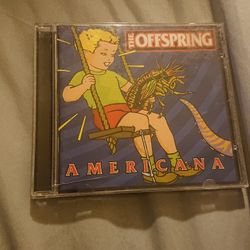 THE OFFSPRING
AMERICANA